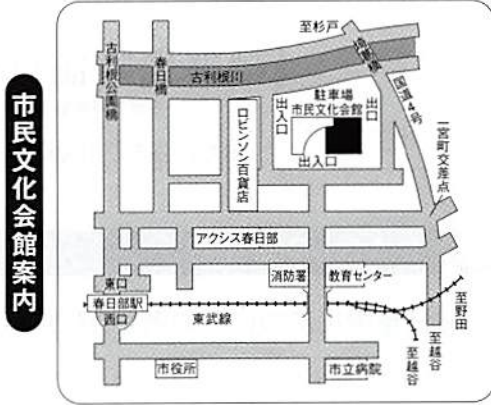 市民文化会館案内
至杉戸
古利根公園橋
春日橋
古利根川
国道4号
駐車場
市民文化会館
出入口
出口
出入口
ロビンソン百貨店
一宮町交差点
アクシス春日部
消防署
教育センター
東口
春日部駅
西口
東武線
至野田
至越谷
至越谷
市役所
市立病院